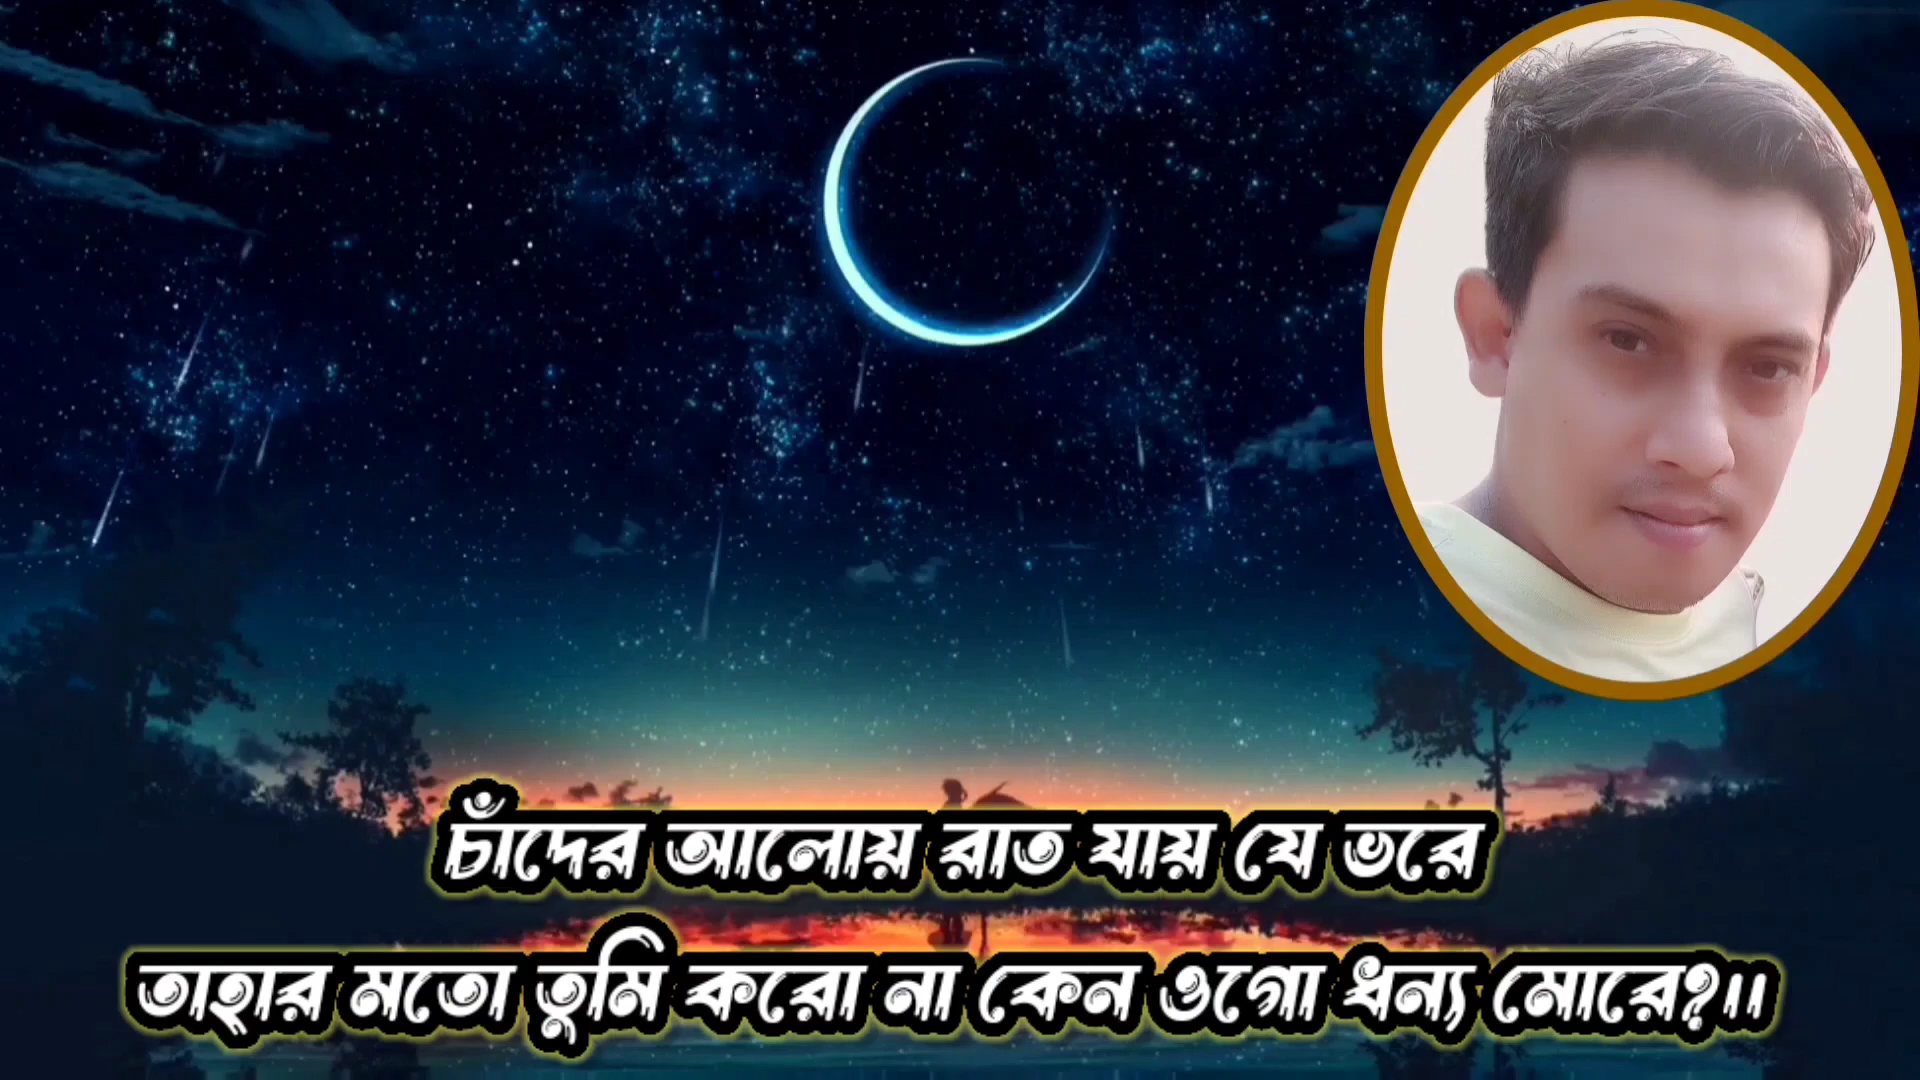 চাঁদের আলোয় রাত যায় যে ভরে
তাহার মতো তুমি করো না কেন ওগো ধন্য মোরে?।।